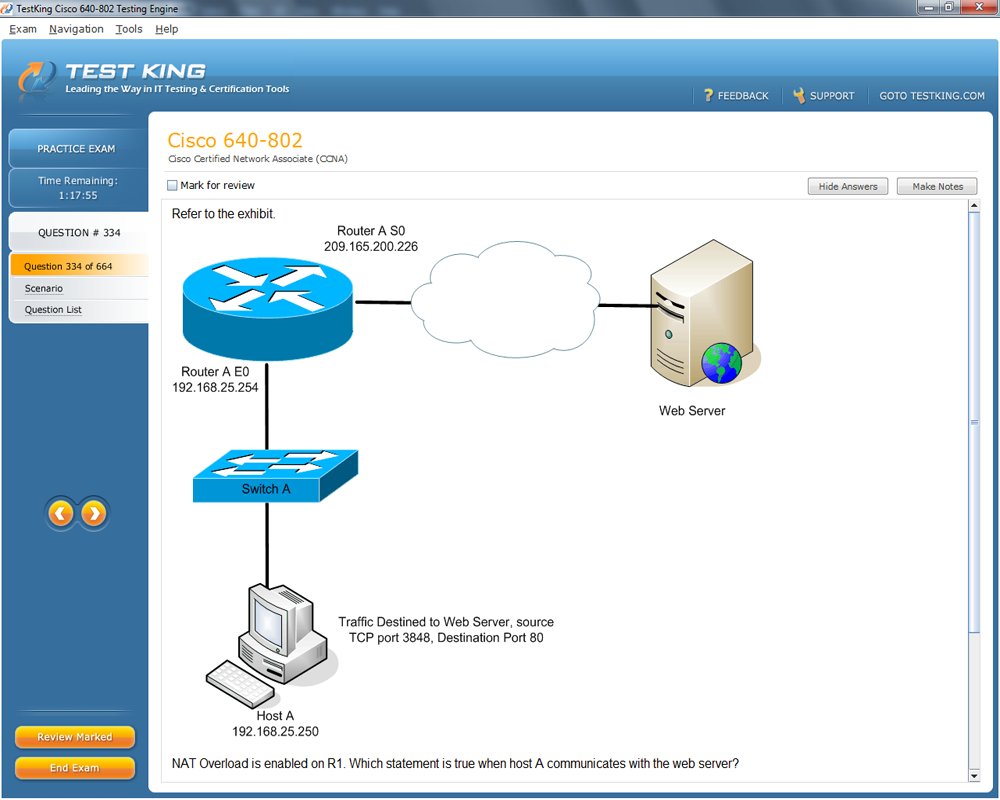 TestKing Cisco 640-802 Testing Engine
Exam Navigation Tools Help
TEST KING
Leading the Way in IT Testing & Certification Tools
? FEEDBACK SUPPORT GOTO TESTKING.COM
PRACTICE EXAM
Time Remaining:
1:17:55
QUESTION # 334
Question 334 of 664
Scenario
Question List
Review Marked
End Exam
Cisco 640-802
Cisco Certified Network Associate (CCNA)
Mark for review
Hide Answers Make Notes
Refer to the exhibit.
Router A S0
209.165.200.226
Router A E0
192.168.25.254
Web Server
Switch A
Traffic Destined to Web Server, source
TCP port 3848, Destination Port 80
Host A
192.168.25.250
NAT Overload is enabled on R1. Which statement is true when host A communicates with the web server?